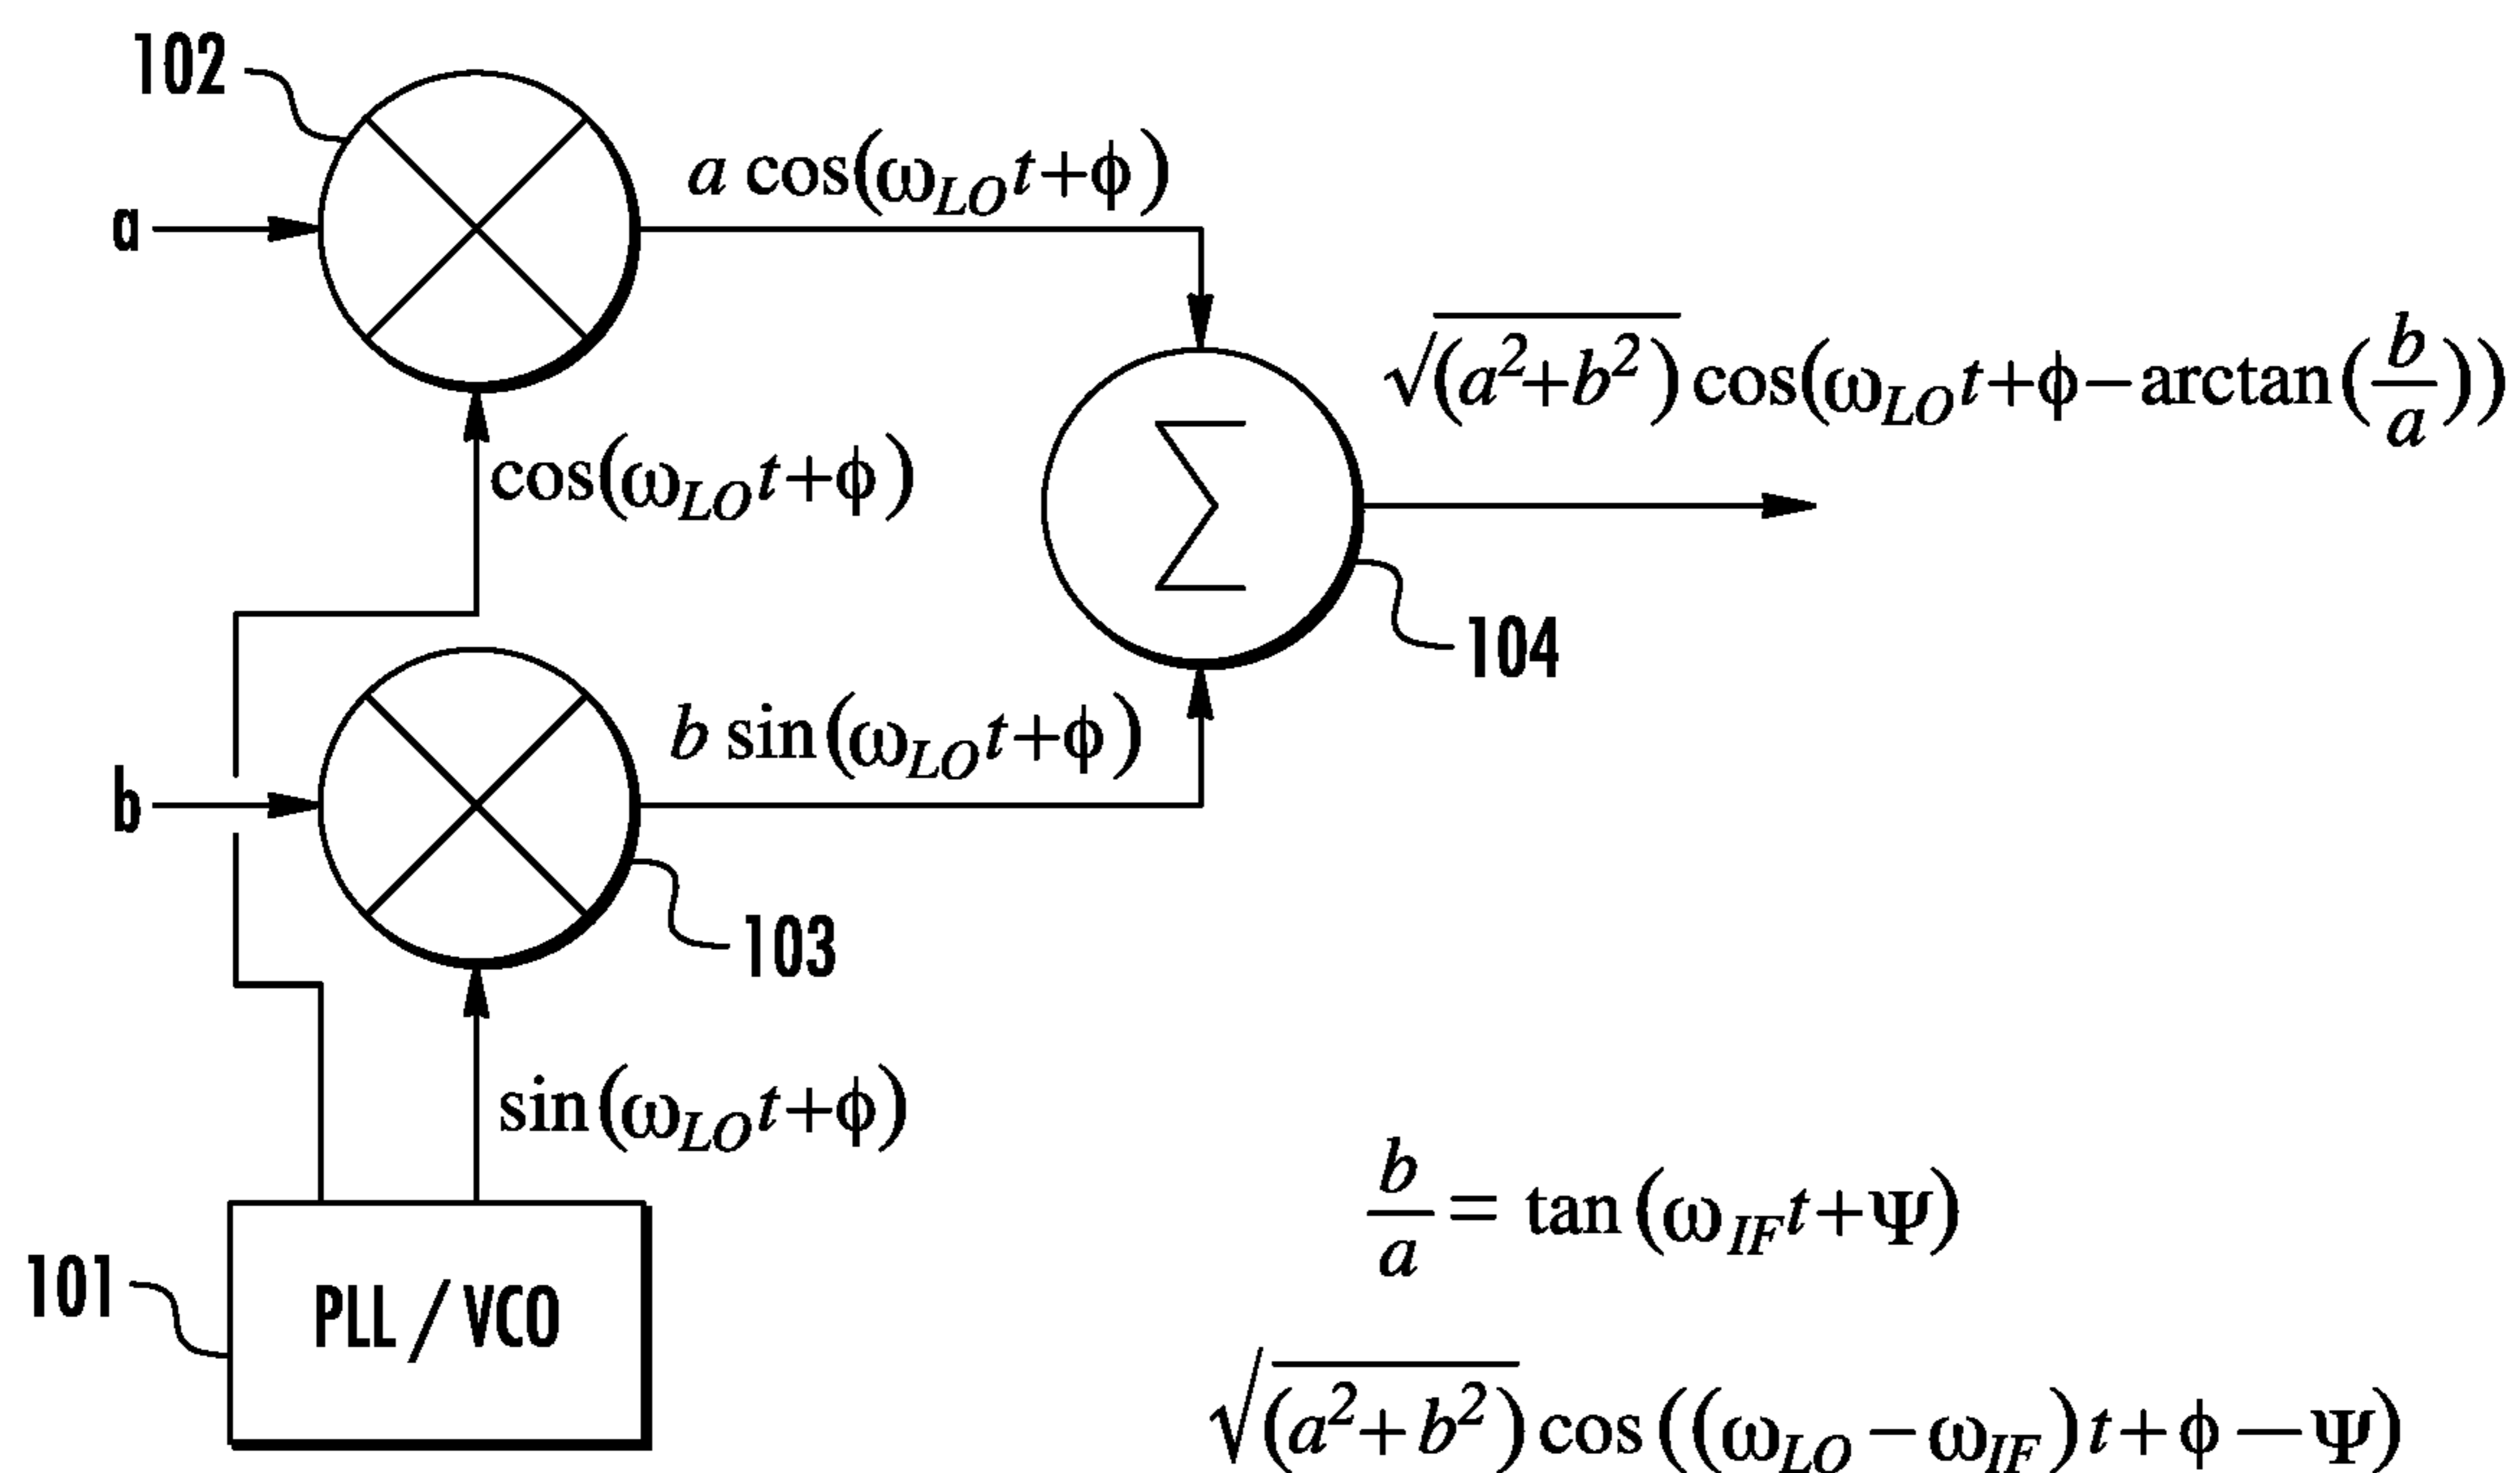 102
a cos(ω_LO t+ϕ)
a
√(a²+b²) cos(ω_LO t+ϕ−arctan(b/a))
cos(ω_LO t+ϕ)
104
b sin(ω_LO t+ϕ)
b
103
sin(ω_LO t+ϕ)
b/a = tan(ω_IF t+Ψ)
101
PLL/VCO
√(a²+b²) cos((ω_LO−ω_IF)t+ϕ−Ψ)
∑